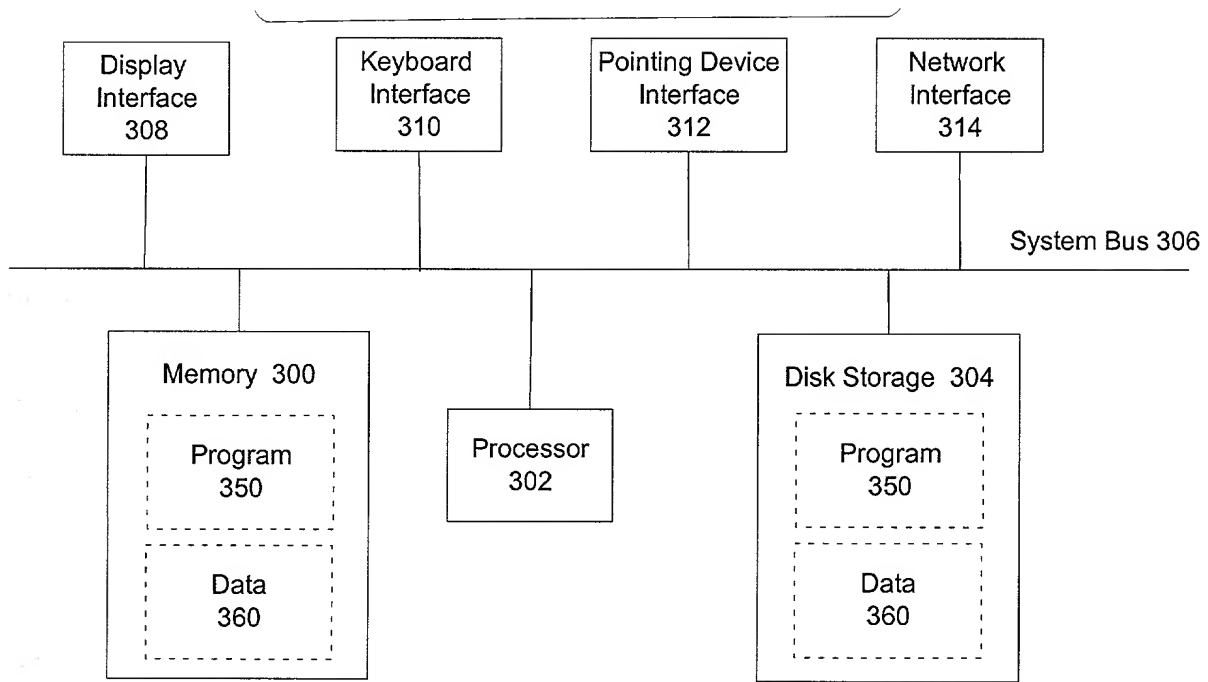 Display
Interface
308
Keyboard
Interface
310
Pointing Device
Interface
312
Network
Interface
314
System Bus 306
Memory 300
Program
350
Data
360
Processor
302
Disk Storage 304
Program
350
Data
360